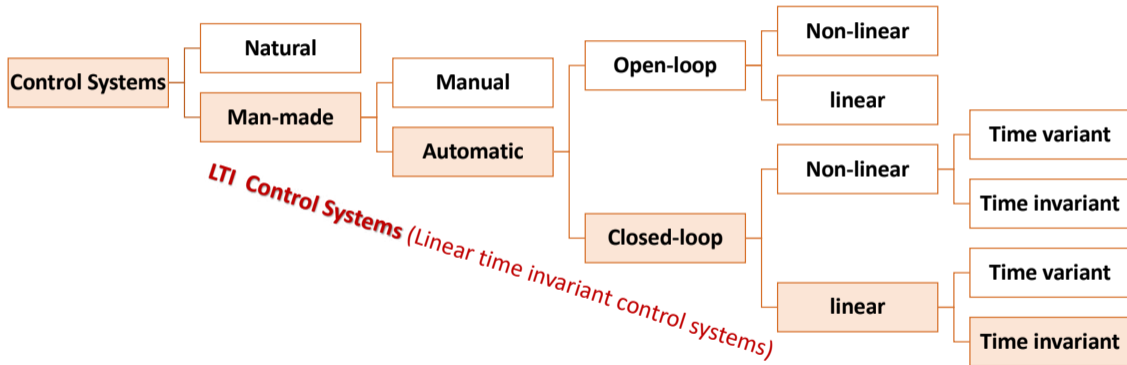 Control Systems
Natural
Man-made
Manual
Automatic
Open-loop
Closed-loop
Non-linear
linear
Non-linear
linear
Time variant
Time invariant
Time variant
Time invariant
LTI Control Systems (Linear time invariant control systems)